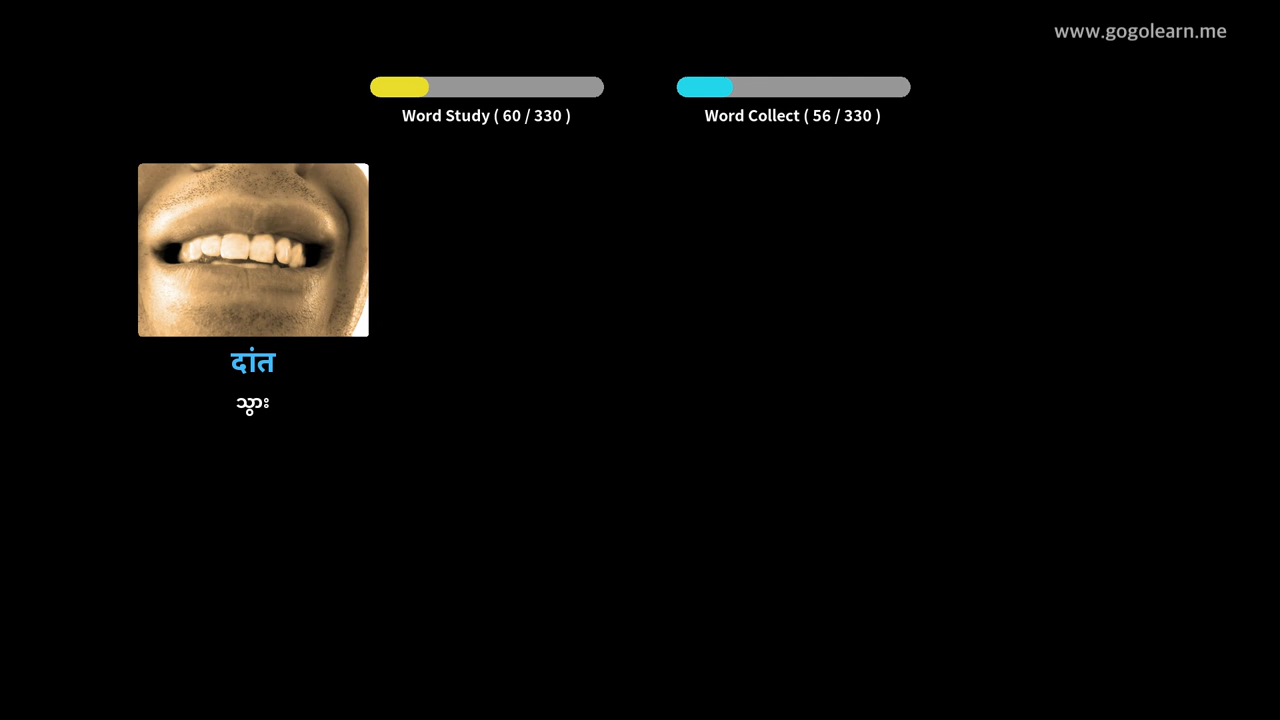 www.gogolearn.me
Word Study ( 60 / 330 )
Word Collect ( 56 / 330 )
दांत
သွား